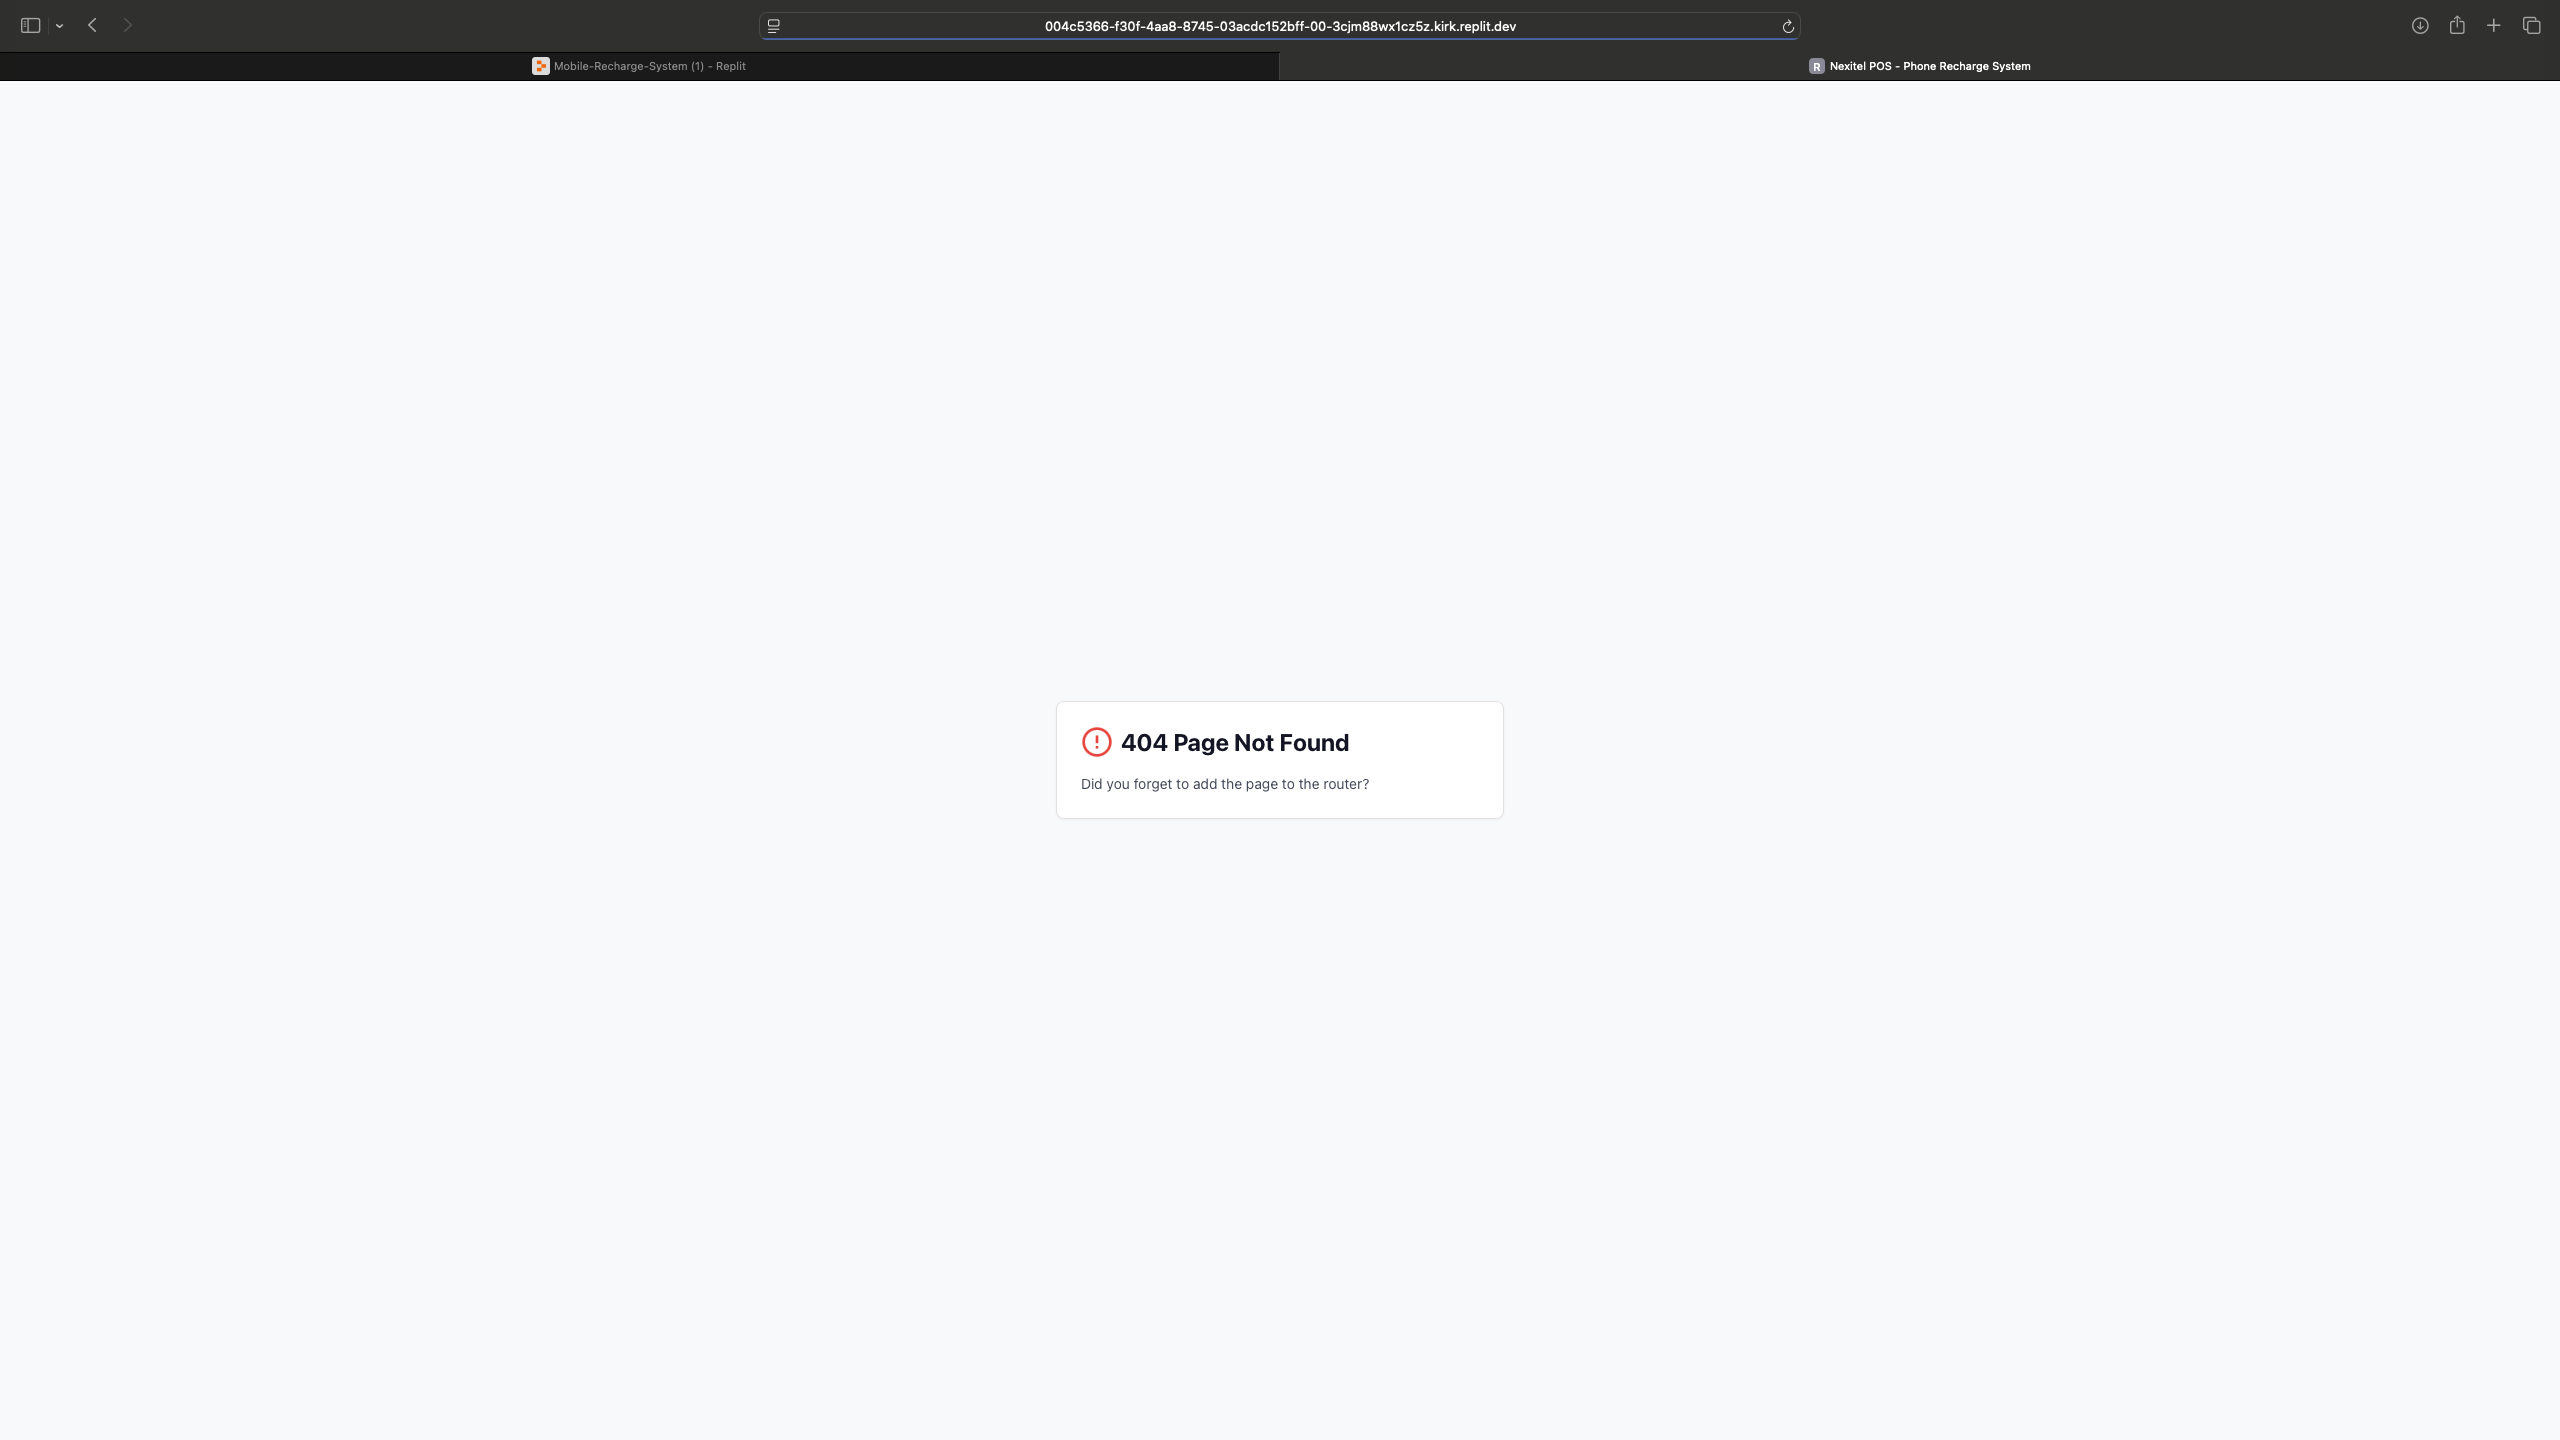 004c5366-f30f-4aa8-8745-03acdc152bff-00-3cjm88wx1cz5z.kirk.replit.dev
Mobile-Recharge-System (1) - Replit
R Nexitel POS - Phone Recharge System
404 Page Not Found
Did you forget to add the page to the router?